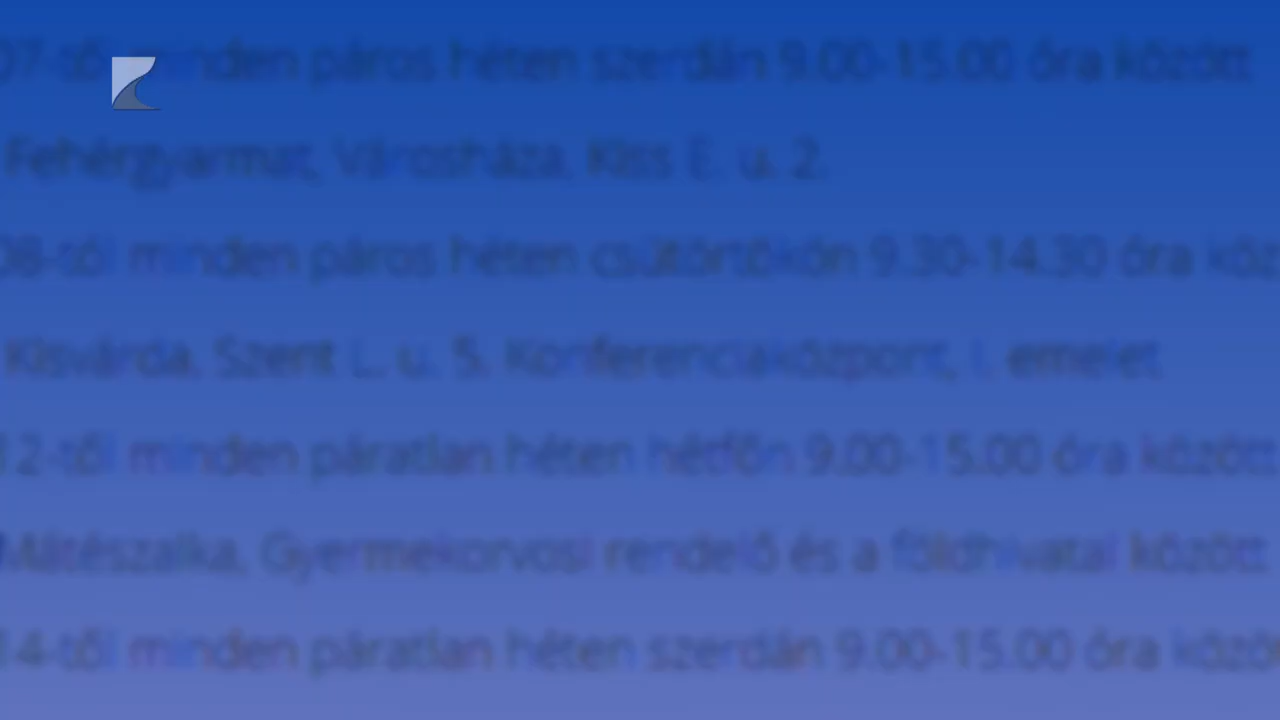 07-től minden páros héten szerdán 9.00-15.00 óra között
Fehérgyarmat, Városháza, Kiss E. u. 2.
08-tól minden páros héten csütörtökön 9.30-14.30 óra köz
Kisvárda, Szent L. u. 5. Konferenciaközpont, I. emelet
12-től minden páratlan héten hétfőn 9.00-15.00 óra között
Mátészalka, Gyermekorvosi rendelő és a földhivatal között
14-től minden páratlan héten szerdán 9.00-15.00 óra közö